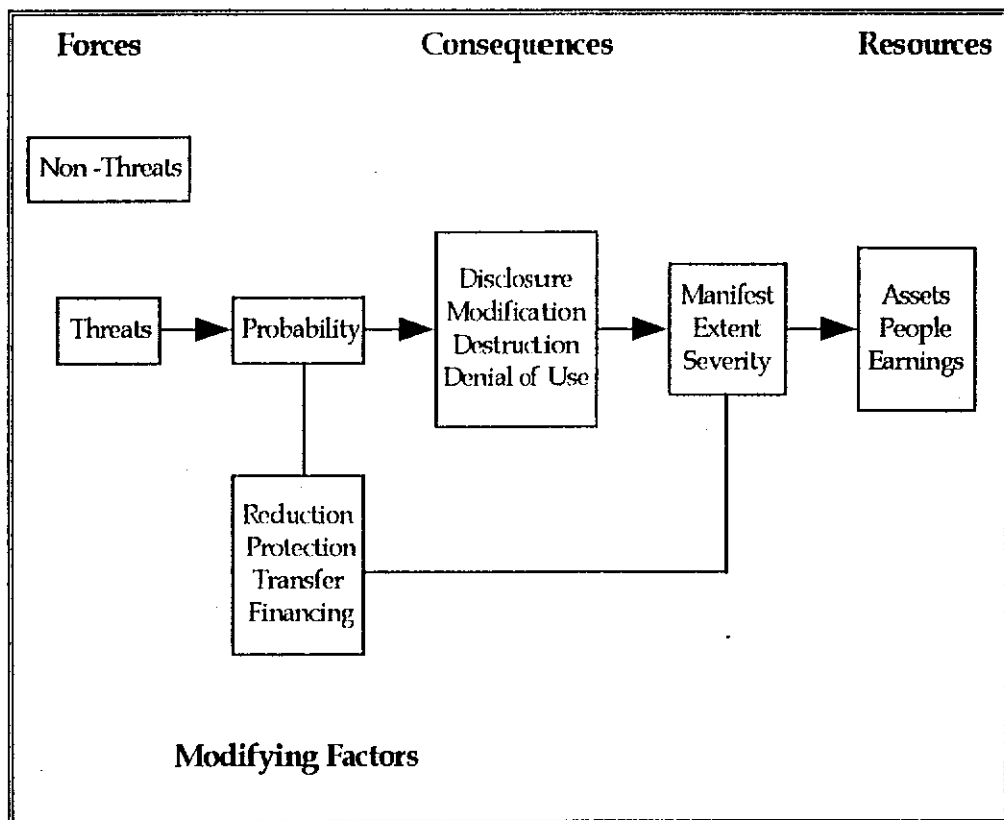 Forces Consequences Resources
Non -Threats
Threats
Probability
Disclosure
Modification
Destruction
Denial of Use
Manifest
Extent
Severity
Assets
People
Earnings
Reduction
Protection
Transfer
Financing
Modifying Factors